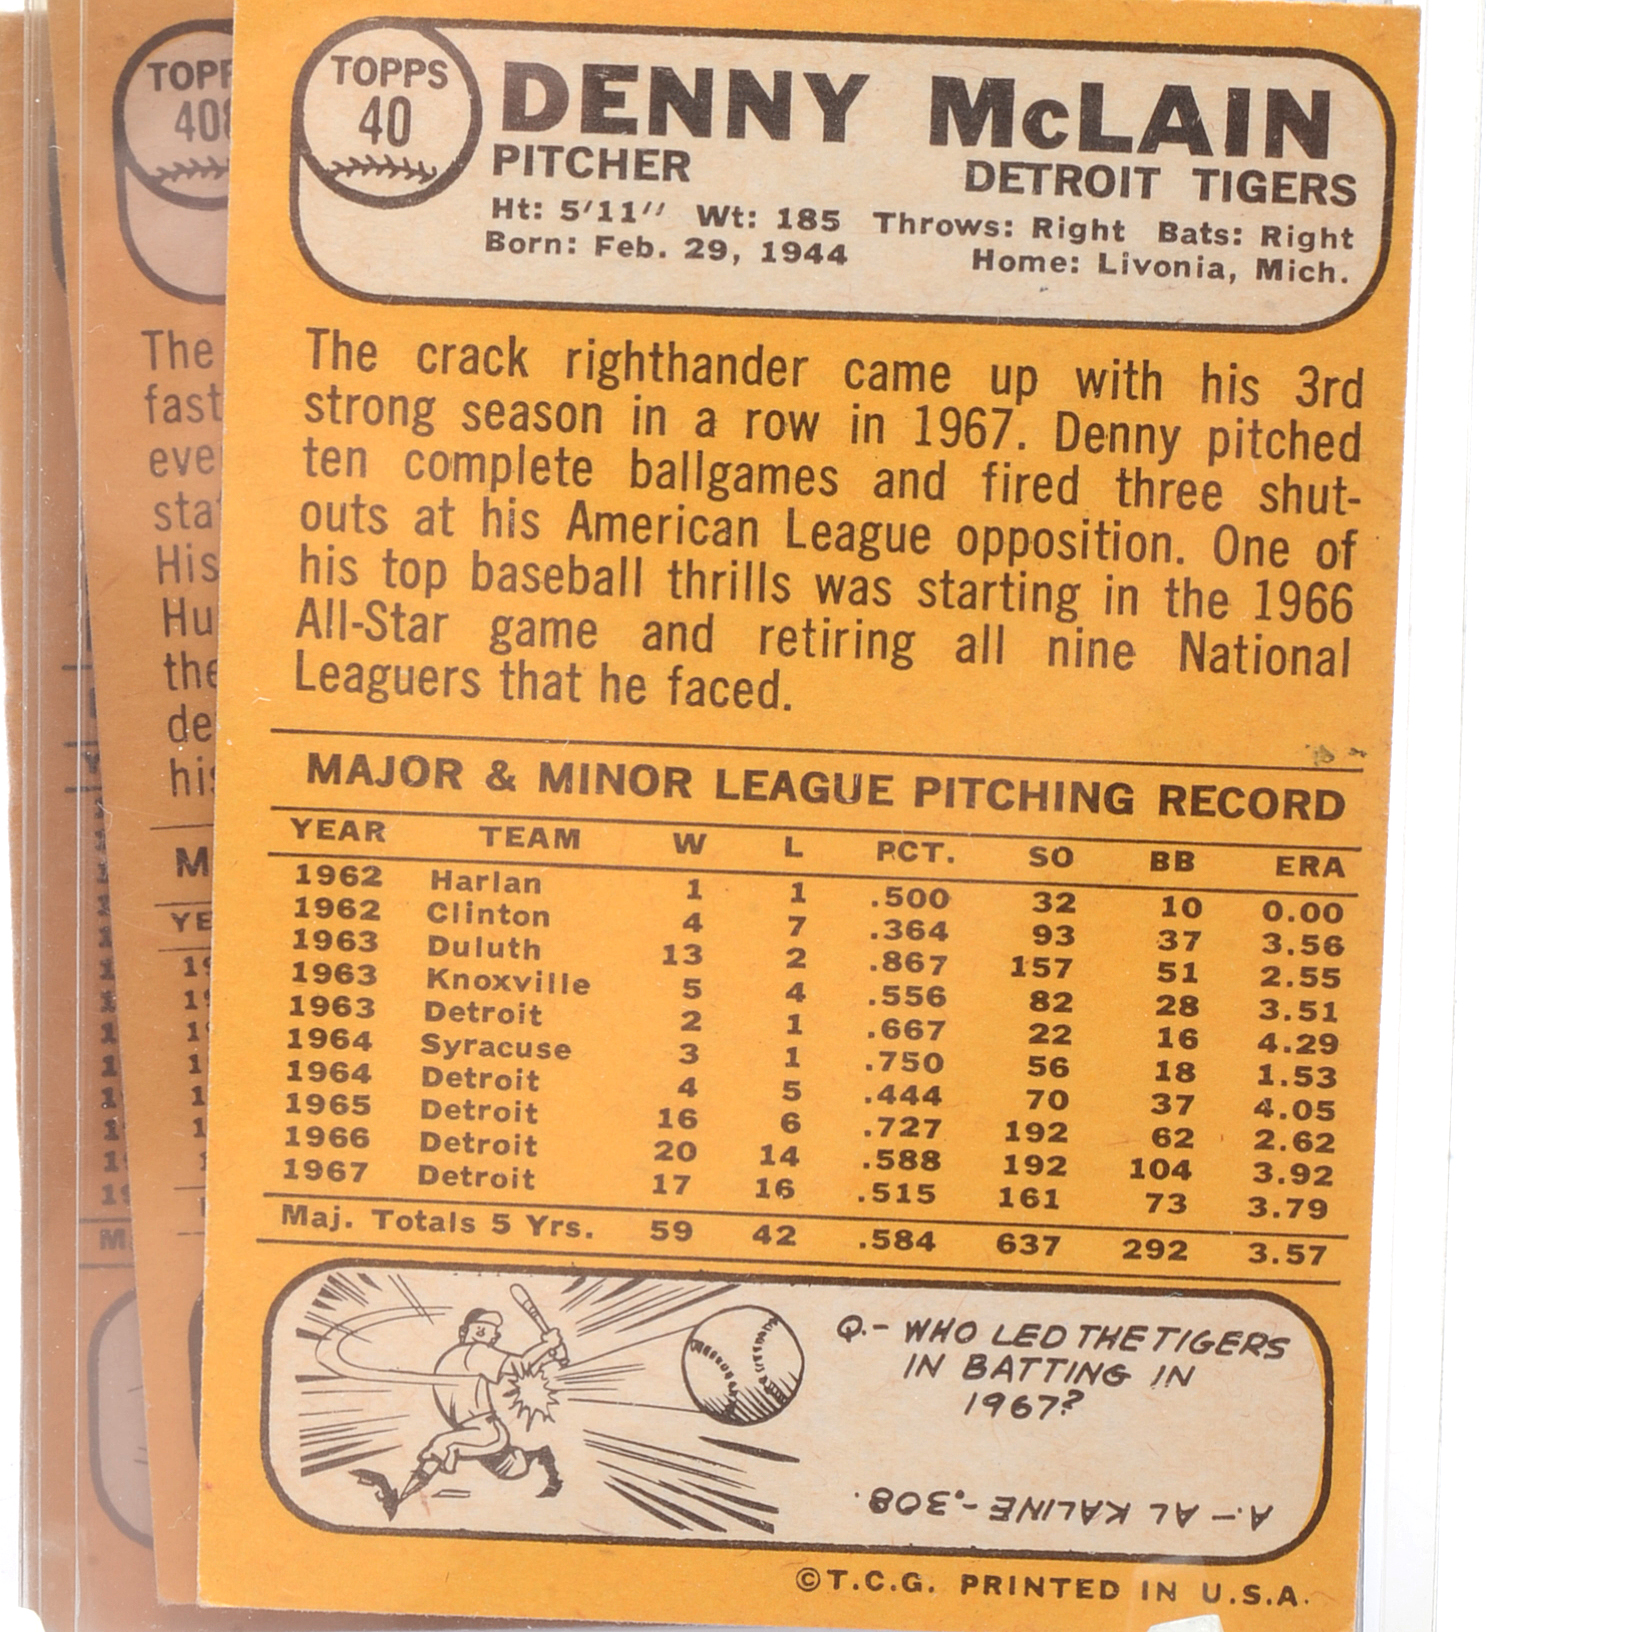 TOPPS
40
DENNY McLAIN
PITCHER DETROIT TIGERS
Ht: 5'11" Wt: 185 Throws: Right Bats: Right
Born: Feb. 29, 1944 Home: Livonia, Mich.
The crack righthander came up with his 3rd
strong season in a row in 1967. Denny pitched
ten complete ballgames and fired three shut-
outs at his American League opposition. One of
his top baseball thrills was starting in the 1966
All-Star game and retiring all nine National
Leaguers that he faced.
MAJOR & MINOR LEAGUE PITCHING RECORD
YEAR TEAM W L PCT. SO BB ERA
1962 Harlan 1 1 .500 32 10 0.00
1962 Clinton 4 7 .364 93 37 3.56
1963 Duluth 13 2 .867 157 51 2.55
1963 Knoxville 5 4 .556 82 28 3.51
1963 Detroit 2 1 .667 22 16 4.29
1964 Syracuse 3 1 .750 56 18 1.53
1964 Detroit 4 5 .444 70 37 4.05
1965 Detroit 16 6 .727 192 62 2.62
1966 Detroit 20 14 .588 192 104 3.92
1967 Detroit 17 16 .515 161 73 3.79
Maj. Totals 5 Yrs. 59 42 .584 637 292 3.57
Q.- WHO LED THE TIGERS
IN BATTING IN
1967?
A.- AL KALINE-.308.
©T.C.G. PRINTED IN U.S.A.
The
fast